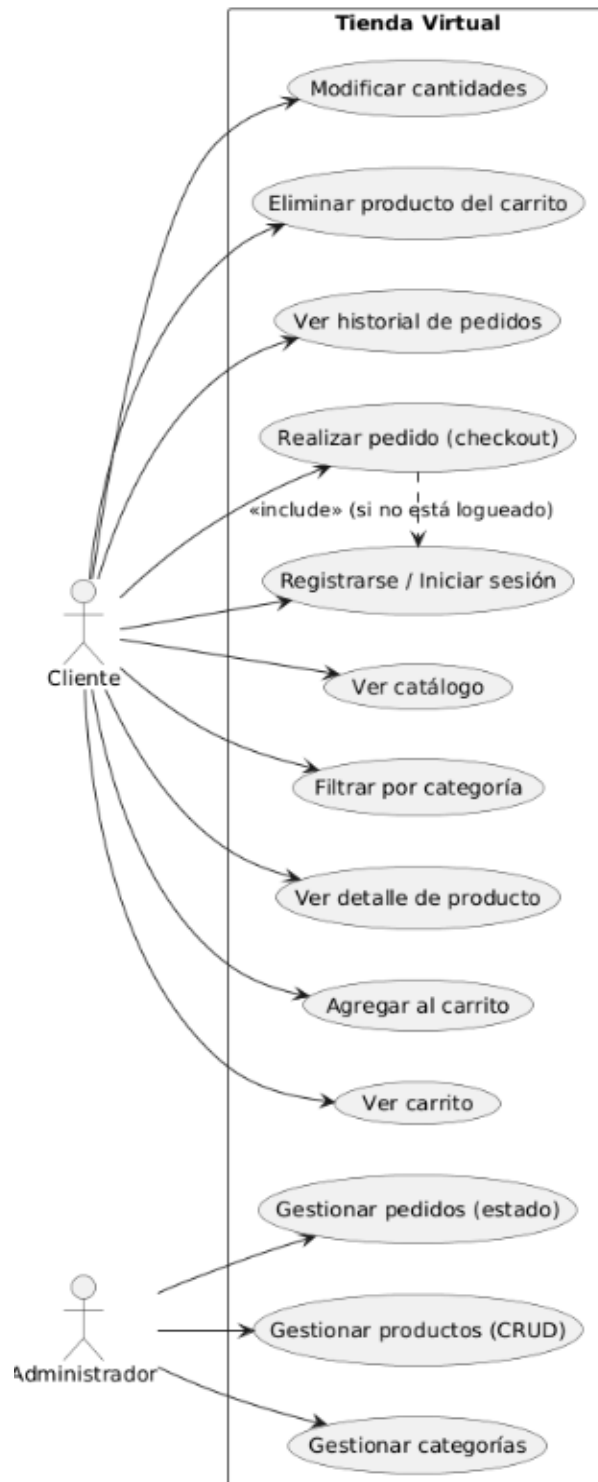 Tienda Virtual
Modificar cantidades
Eliminar producto del carrito
Ver historial de pedidos
Realizar pedido (checkout)
«include» (si no está logueado)
Registrarse / Iniciar sesión
Cliente
Ver catálogo
Filtrar por categoría
Ver detalle de producto
Agregar al carrito
Ver carrito
Gestionar pedidos (estado)
Gestionar productos (CRUD)
Administrador
Gestionar categorías